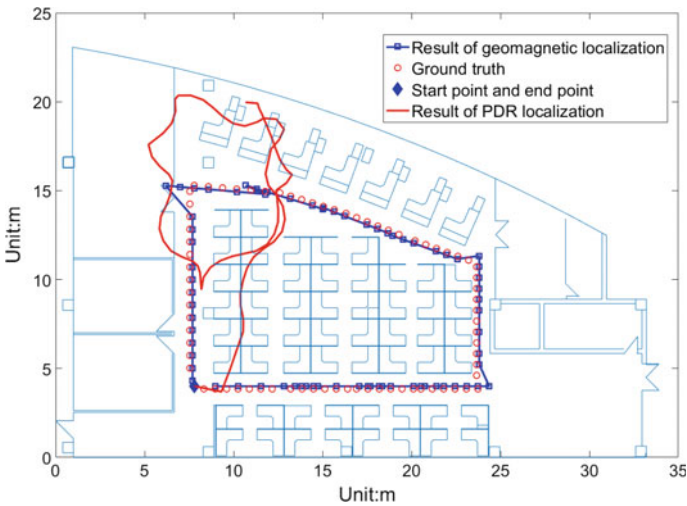 25
20
15
10
5
0
Unit:m
Result of geomagnetic localization
Ground truth
Start point and end point
Result of PDR localization
0 5 10 15 20 25 30 35
Unit:m